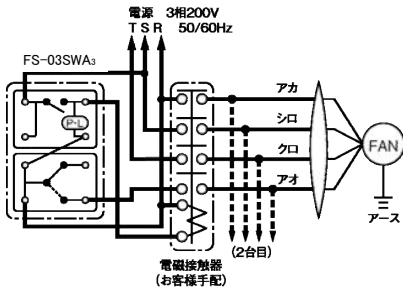 電源 3相200V
T S R 50/60Hz
FS-03SWA3
P-L
アカ
シロ
クロ
アオ
FAN
アース
(2台目)
電磁接触器
(お客様手配)